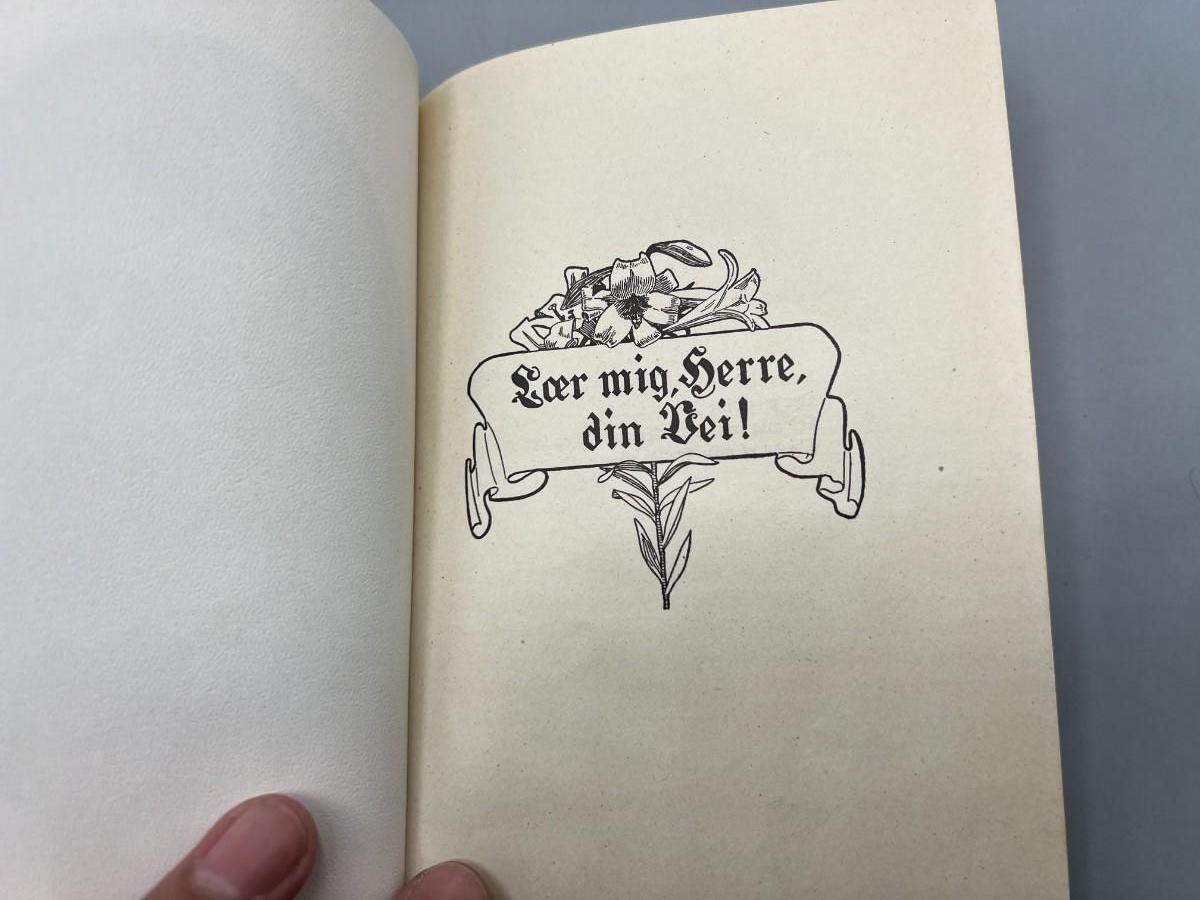 Lær mig, Herre,
din Vei!